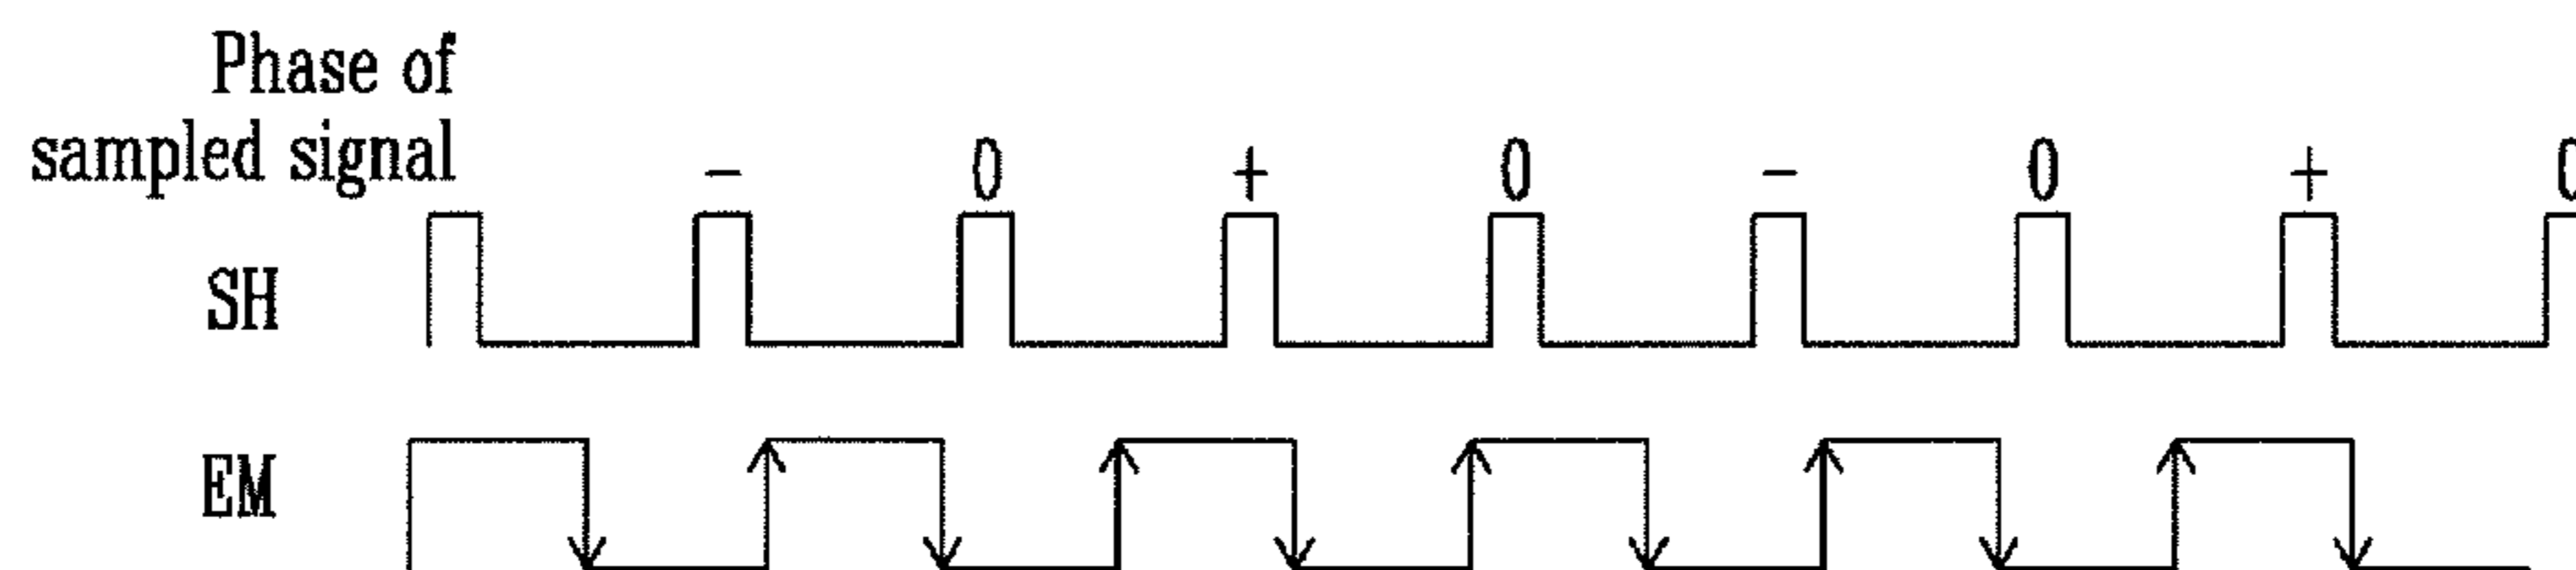 Phase of
sampled signal
- 0 + 0 - 0 + 0
SH
EM